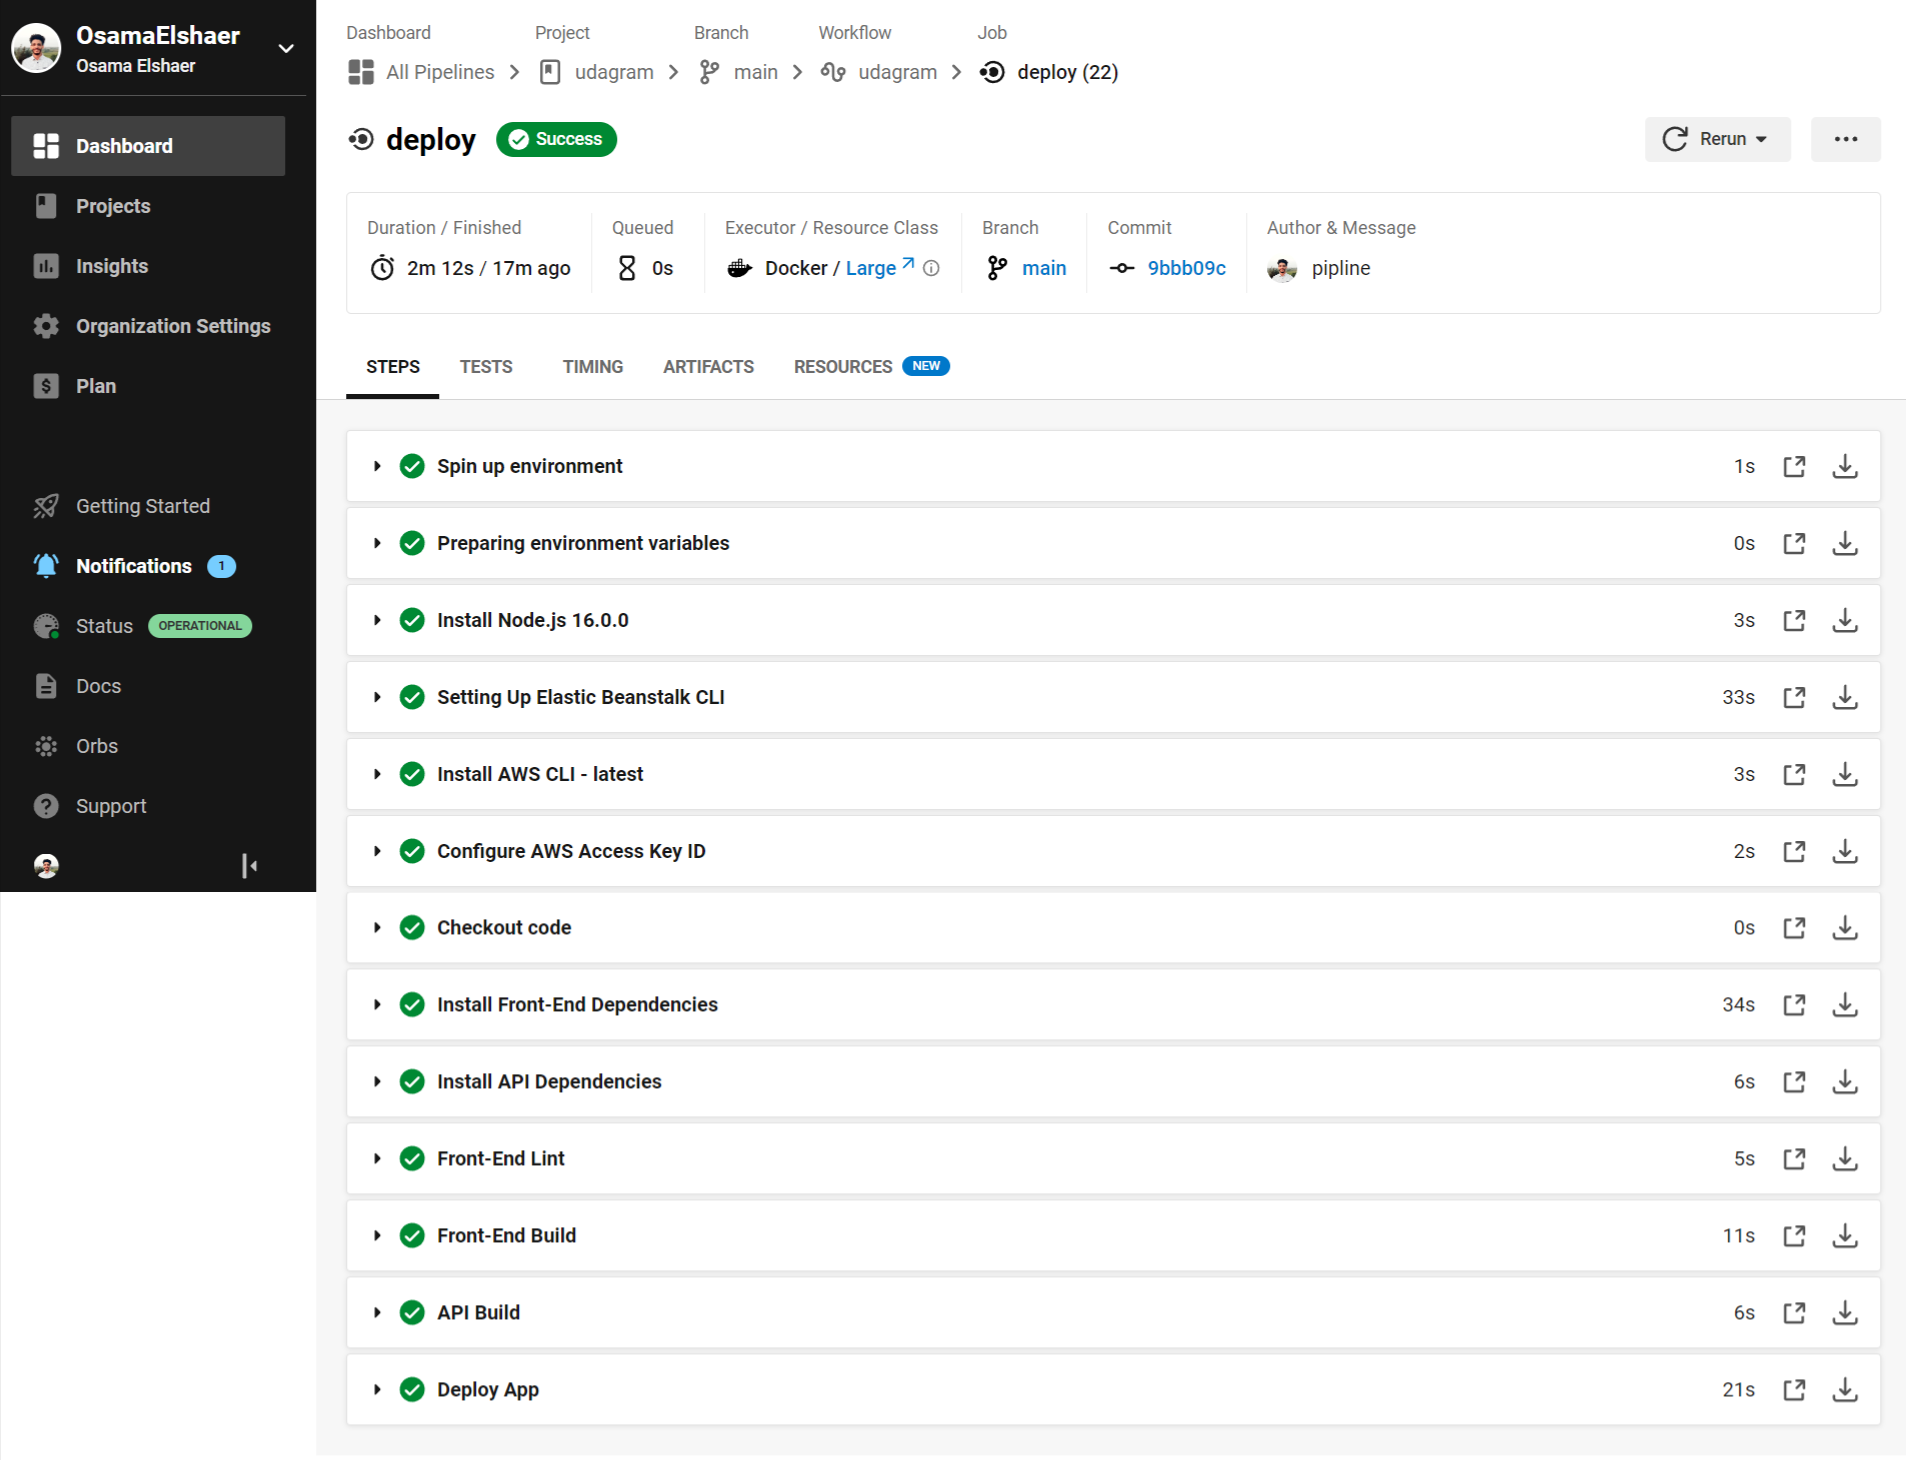 OsamaElshaer
Osama Elshaer
Dashboard
Projects
Insights
Organization Settings
Plan
Getting Started
Notifications 1
Status OPERATIONAL
Docs
Orbs
Support
Dashboard Project Branch Workflow Job
All Pipelines udagram main udagram deploy (22)
deploy Success
Rerun
Duration / Finished Queued Executor / Resource Class Branch Commit Author & Message
2m 12s / 17m ago 0s Docker / Large main 9bbb09c pipline
STEPS TESTS TIMING ARTIFACTS RESOURCES NEW
Spin up environment 1s
Preparing environment variables 0s
Install Node.js 16.0.0 3s
Setting Up Elastic Beanstalk CLI 33s
Install AWS CLI - latest 3s
Configure AWS Access Key ID 2s
Checkout code 0s
Install Front-End Dependencies 34s
Install API Dependencies 6s
Front-End Lint 5s
Front-End Build 11s
API Build 6s
Deploy App 21s